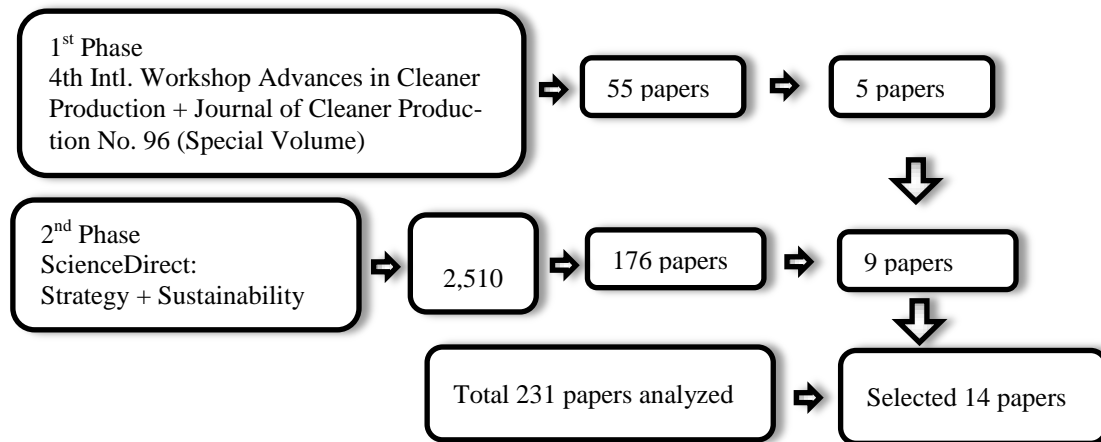 1st Phase
4th Intl. Workshop Advances in Cleaner
Production + Journal of Cleaner Produc-
tion No. 96 (Special Volume)
55 papers
5 papers
2nd Phase
ScienceDirect:
Strategy + Sustainability
2,510
176 papers
9 papers
Total 231 papers analyzed
Selected 14 papers